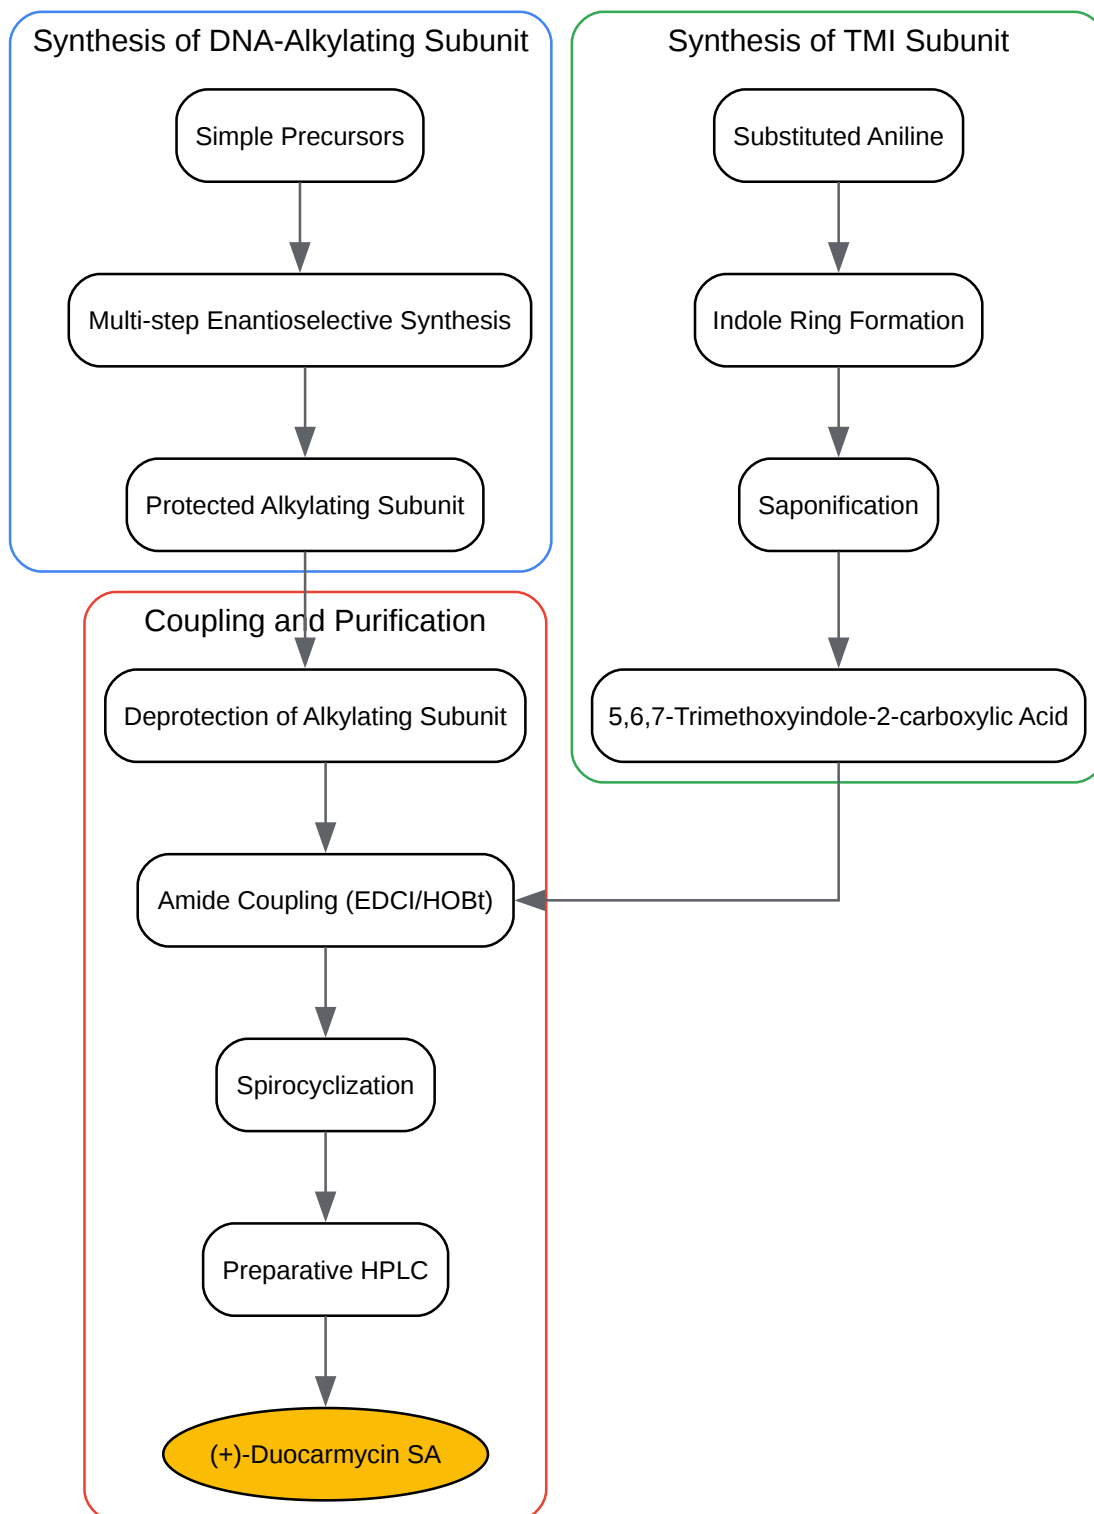 Synthesis of DNA-Alkylating Subunit
Simple Precursors
Multi-step Enantioselective Synthesis
Protected Alkylating Subunit
Synthesis of TMI Subunit
Substituted Aniline
Indole Ring Formation
Saponification
5,6,7-Trimethoxyindole-2-carboxylic Acid
Coupling and Purification
Deprotection of Alkylating Subunit
Amide Coupling (EDCI/HOBt)
Spirocyclization
Preparative HPLC
(+)-Duocarmycin SA